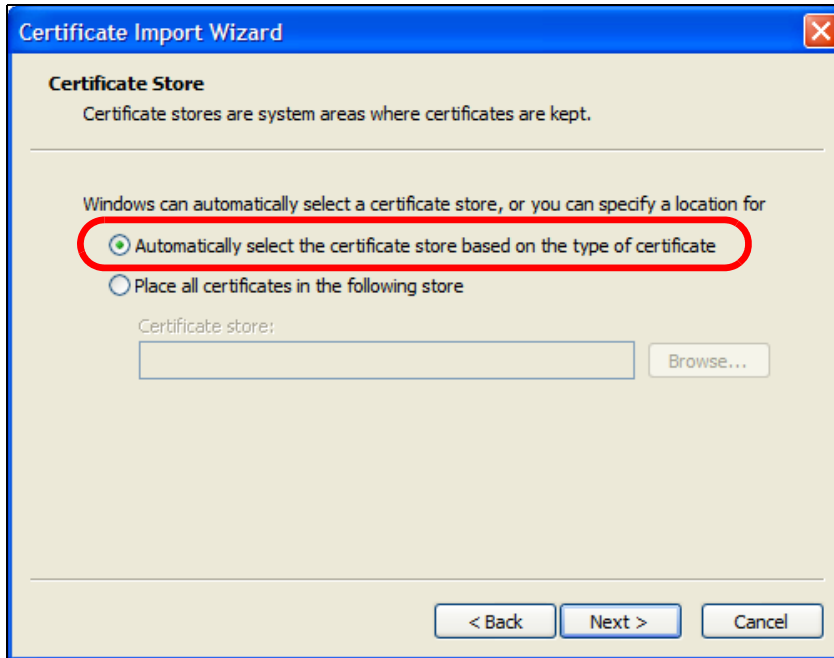 Certificate Import Wizard
Certificate Store
Certificate stores are system areas where certificates are kept.
Windows can automatically select a certificate store, or you can specify a location for
Automatically select the certificate store based on the type of certificate
Place all certificates in the following store
Certificate store:
Browse...
< Back
Next >
Cancel